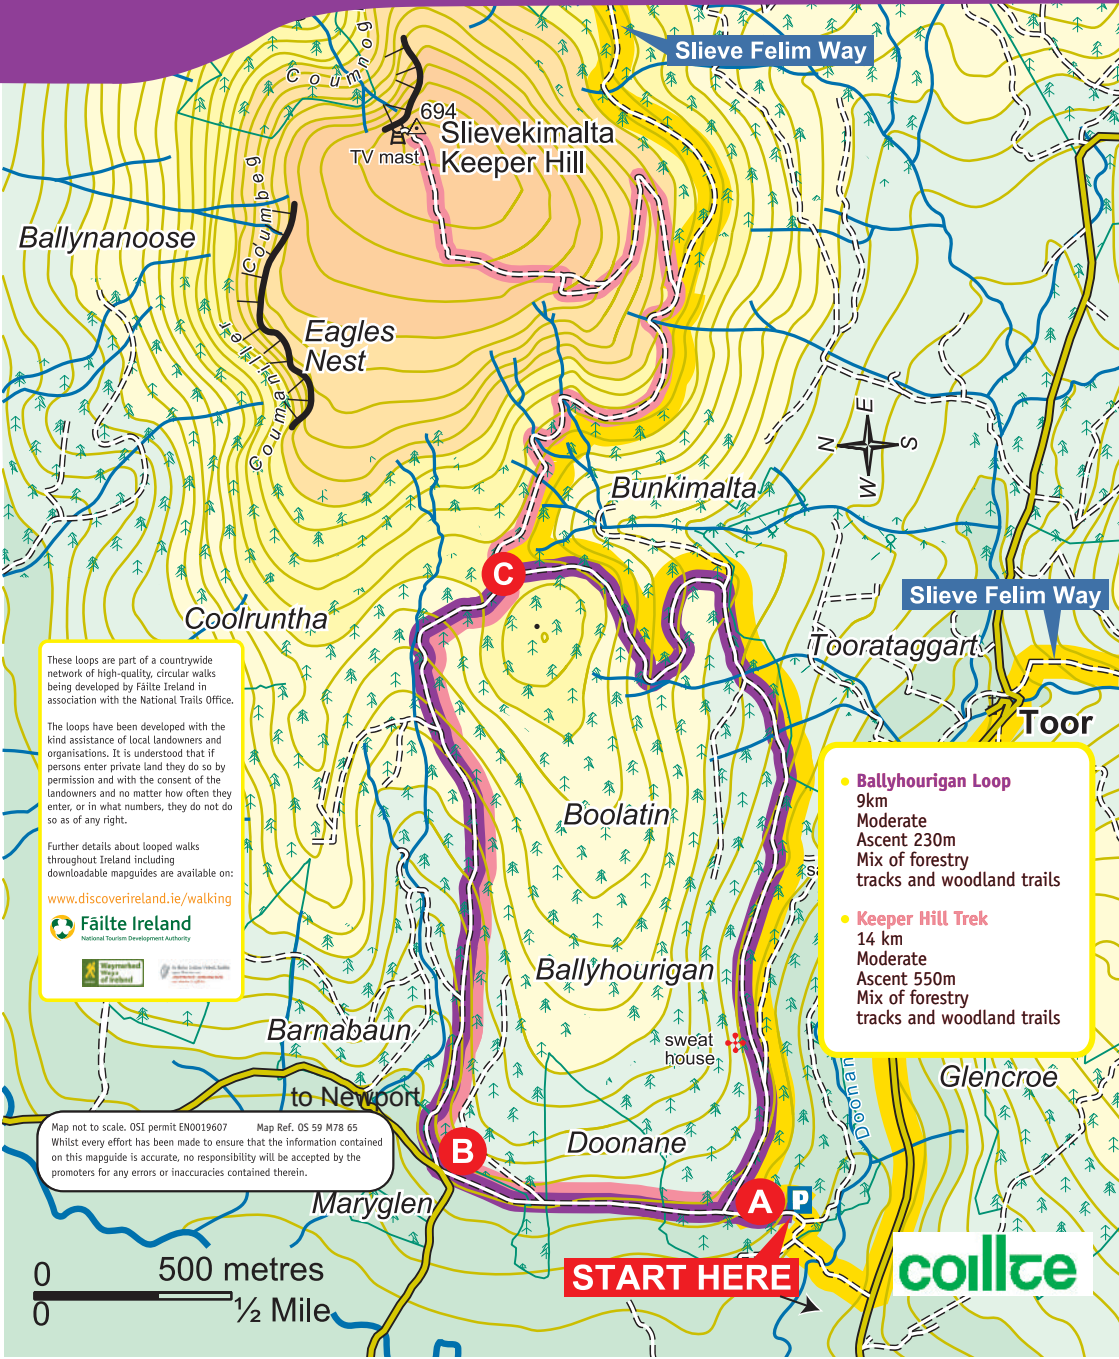 Slieve Felim Way
Coumnog
694
Slievekimalta
Keeper Hill
TV mast
Coumbeg
Ballynanoose
Eagles
Nest
N
E
S
W
Bunkimalta
C
Slieve Felim Way
Coolruntha
Toorataggart
Toor
These loops are part of a countrywide
network of high-quality, circular walks
being developed by Fáilte Ireland in
association with the National Trails Office.
The loops have been developed with the
kind assistance of local landowners and
organisations. It is understood that if
persons enter private land they do so by
permission and with the consent of the
landowners and no matter how often they
enter, or in what numbers, they do not do
so as of any right.
Further details about looped walks
throughout Ireland including
downloadable mapguides are available on:
www.discoverireland.ie/walking
Fáilte Ireland
National Tourism Development Authority
Waymarked
Ways
of Ireland
Ballyhourigan Loop
9km
Moderate
Ascent 230m
Mix of forestry
tracks and woodland trails
Keeper Hill Trek
14 km
Moderate
Ascent 550m
Mix of forestry
tracks and woodland trails
Boolatin
Ballyhourigan
Barnabaun
sweat
house
Doonan
Glencroe
to Newport
Map not to scale. OSI permit EN0019607 Map Ref. OS 59 M78 65
Whilst every effort has been made to ensure that the information contained
on this mapguide is accurate, no responsibility will be accepted by the
promoters for any errors or inaccuracies contained therein.
B
Doonane
Maryglen
A
P
START HERE
coillte
0 500 metres
0 ½ Mile